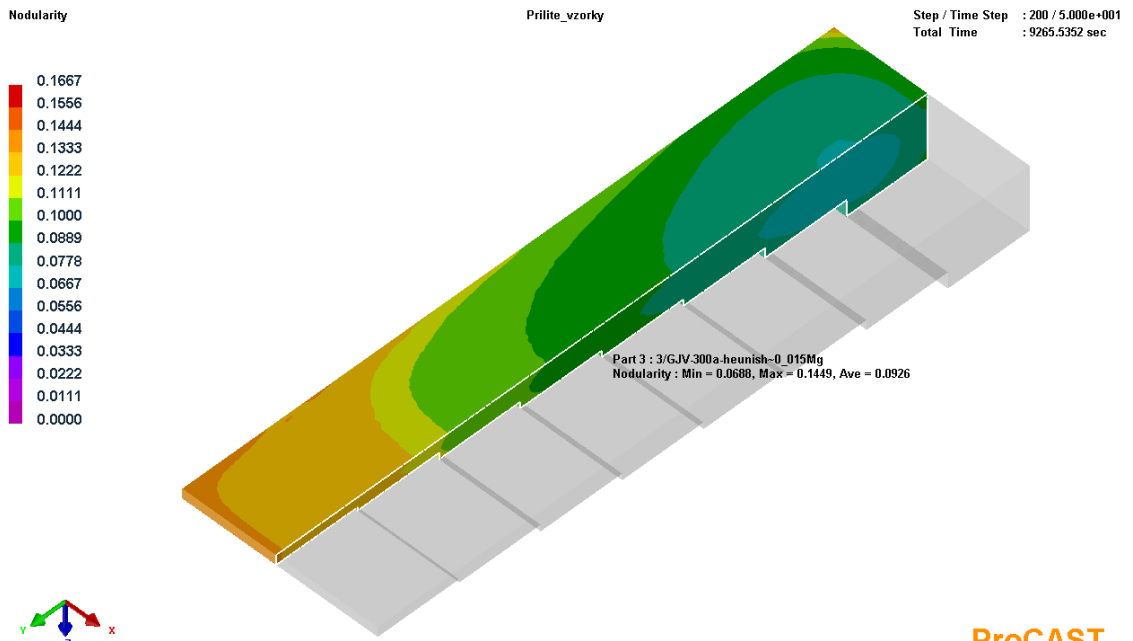 Nodularity
Prilite_vzorky
Step / Time Step : 200 / 5.000e+001
Total Time : 9265.5352 sec
0.1667
0.1556
0.1444
0.1333
0.1222
0.1111
0.1000
0.0889
0.0778
0.0667
0.0556
0.0444
0.0333
0.0222
0.0111
0.0000
Part 3 : 3/GJV-300a-heunish~0_015Mg
Nodularity : Min = 0.0688, Max = 0.1449, Ave = 0.0926
Y
X
Z
ProCAST